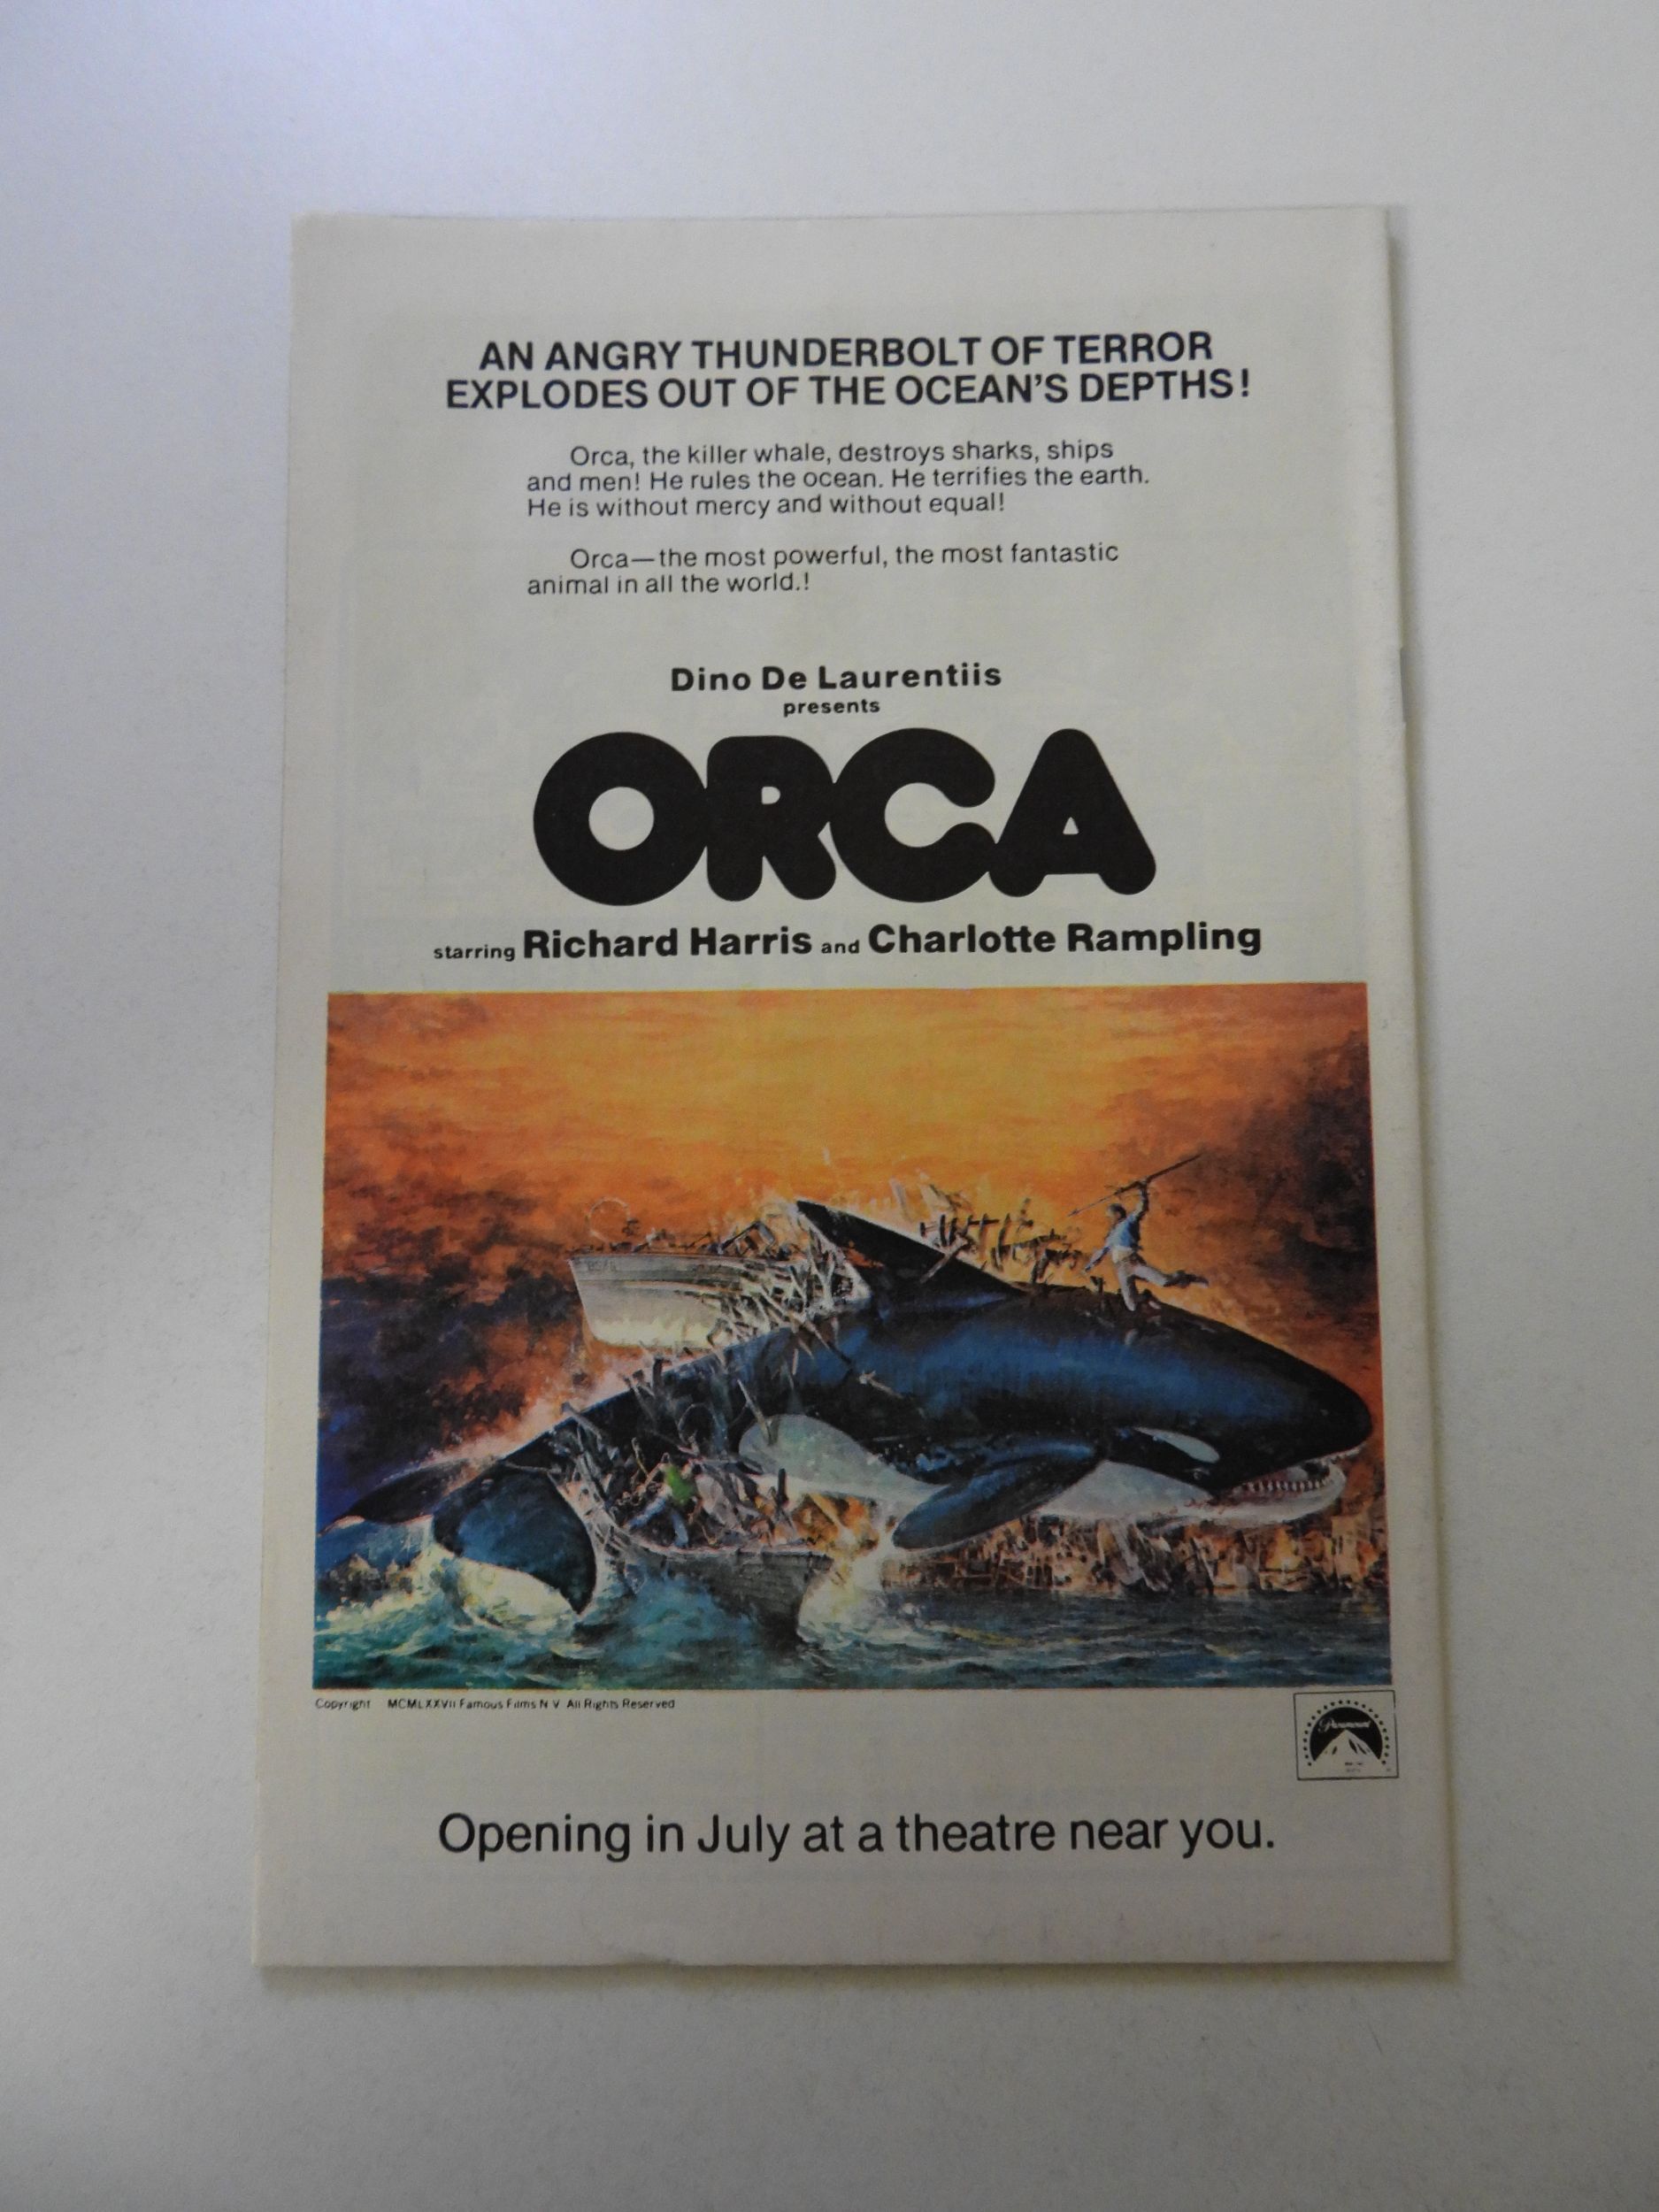 AN ANGRY THUNDERBOLT OF TERROR
EXPLODES OUT OF THE OCEAN'S DEPTHS!
Orca, the killer whale, destroys sharks, ships
and men! He rules the ocean. He terrifies the earth.
He is without mercy and without equal!
Orca—the most powerful, the most fantastic
animal in all the world.!
Dino De Laurentiis
presents
ORCA
starring Richard Harris and Charlotte Rampling
Copyright MCMLXXVII Famous Films N V All Rights Reserved
Paramount
Opening in July at a theatre near you.